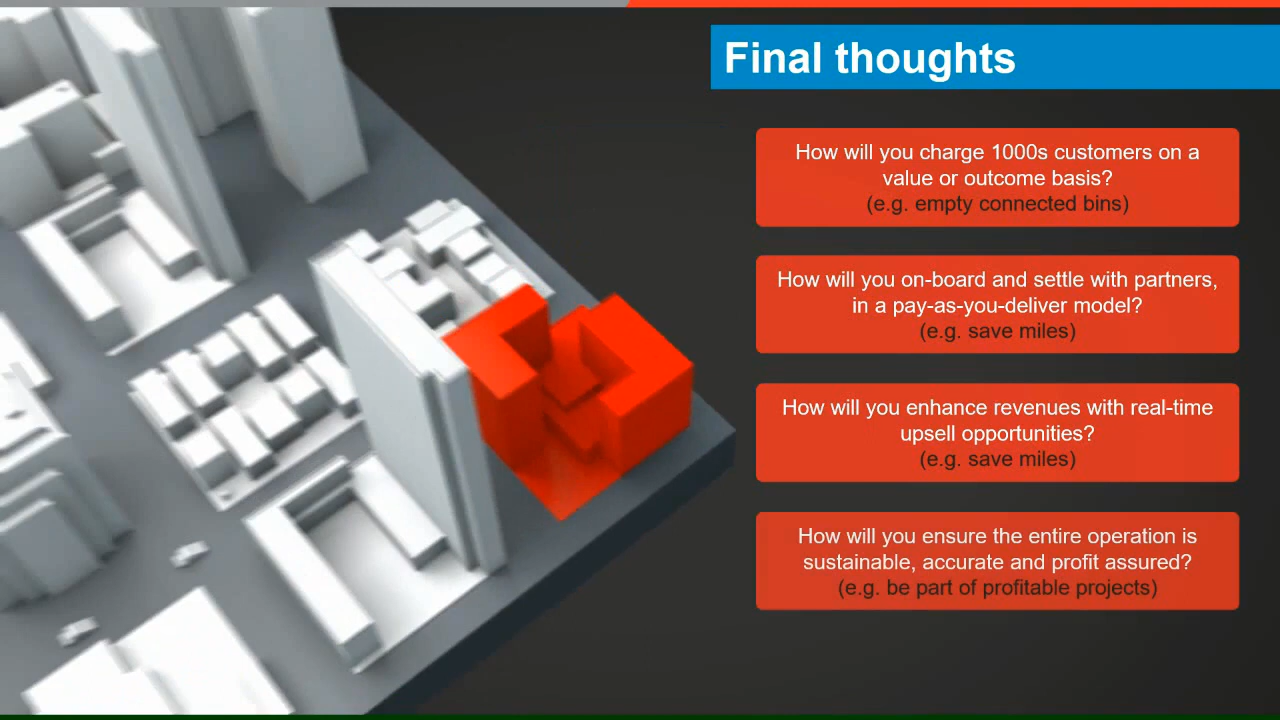 Final thoughts
How will you charge 1000s customers on a
value or outcome basis?
(e.g. empty connected bins)
How will you on-board and settle with partners,
in a pay-as-you-deliver model?
(e.g. save miles)
How will you enhance revenues with real-time
upsell opportunities?
(e.g. save miles)
How will you ensure the entire operation is
sustainable, accurate and profit assured?
(e.g. be part of profitable projects)